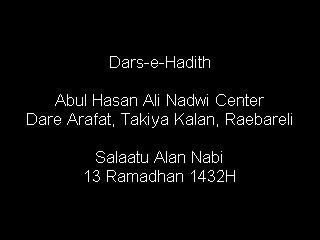 Dars-e-Hadith
Abul Hasan Ali Nadwi Center
Dare Arafat, Takiya Kalan, Raebareli
Salaatu Alan Nabi
13 Ramadhan 1432H